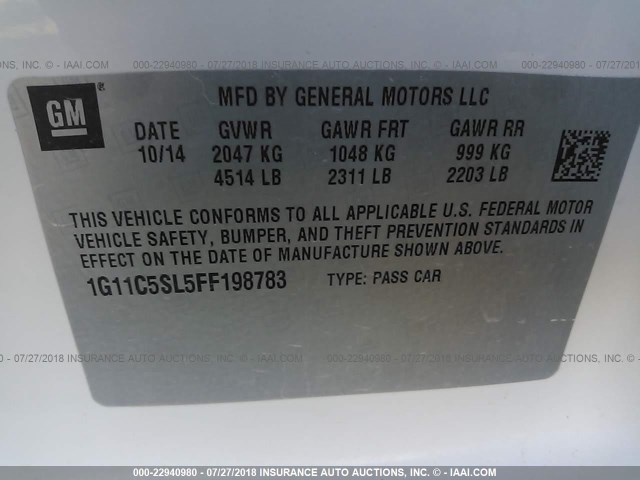 000-22940980 - 07/27/2018 INSURANCE AUTO AUCTIONS, INC. - IAAI.COM
GM ®
MFD BY GENERAL MOTORS LLC
DATE GVWR GAWR FRT GAWR RR
10/14 2047 KG 1048 KG 999 KG
4514 LB 2311 LB 2203 LB
THIS VEHICLE CONFORMS TO ALL APPLICABLE U.S. FEDERAL MOTOR
VEHICLE SAFETY, BUMPER, AND THEFT PREVENTION STANDARDS IN
EFFECT ON THE DATE OF MANUFACTURE SHOWN ABOVE.
1G11C5SL5FF198783 TYPE: PASS CAR
000-22940980 - 07/27/2018 INSURANCE AUTO AUCTIONS, INC. - IAAI.COM